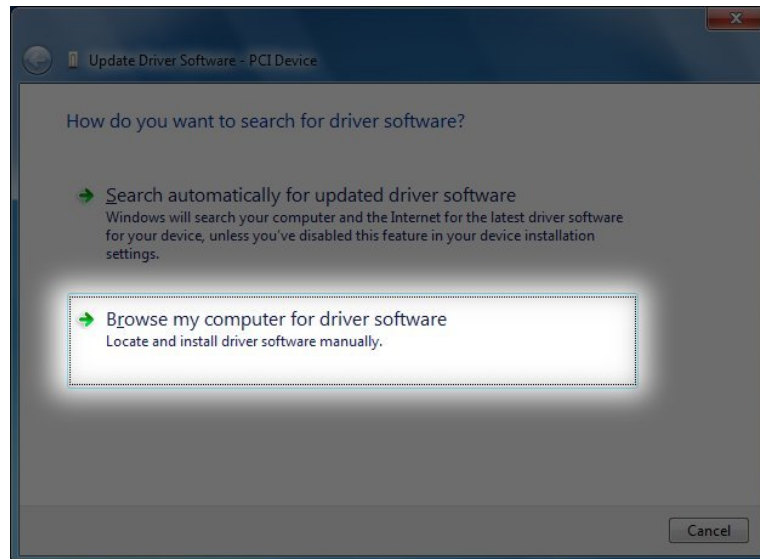 Update Driver Software - PCI Device
How do you want to search for driver software?
Search automatically for updated driver software
Windows will search your computer and the Internet for the latest driver software
for your device, unless you've disabled this feature in your device installation
settings.
Browse my computer for driver software
Locate and install driver software manually.
Cancel